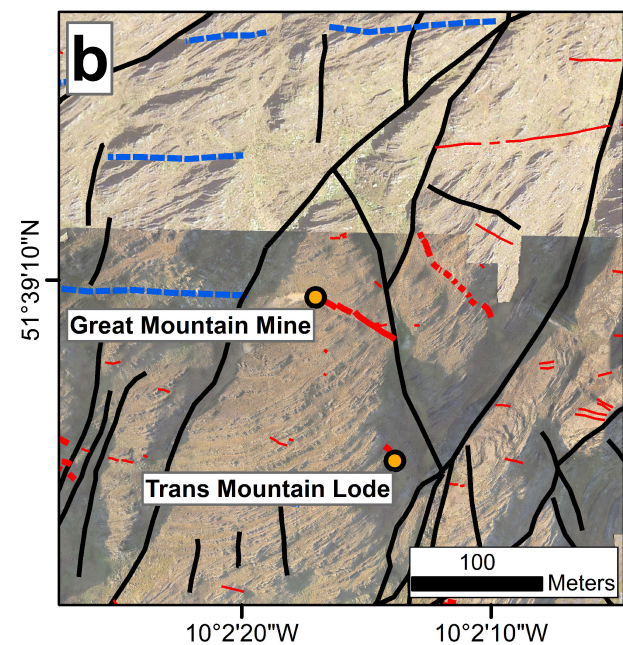 b
51°39'10"N
Great Mountain Mine
Trans Mountain Lode
100
Meters
10°2'20"W
10°2'10"W